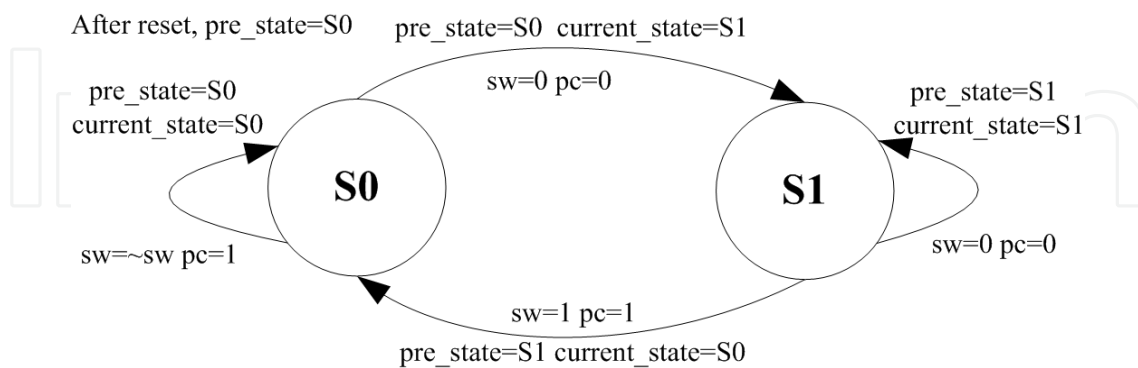 After reset, pre_state=S0
pre_state=S0 current_state=S1
sw=0 pc=0
pre_state=S0
current_state=S0
pre_state=S1
current_state=S1
S0
S1
sw=~sw pc=1
sw=0 pc=0
sw=1 pc=1
pre_state=S1 current_state=S0